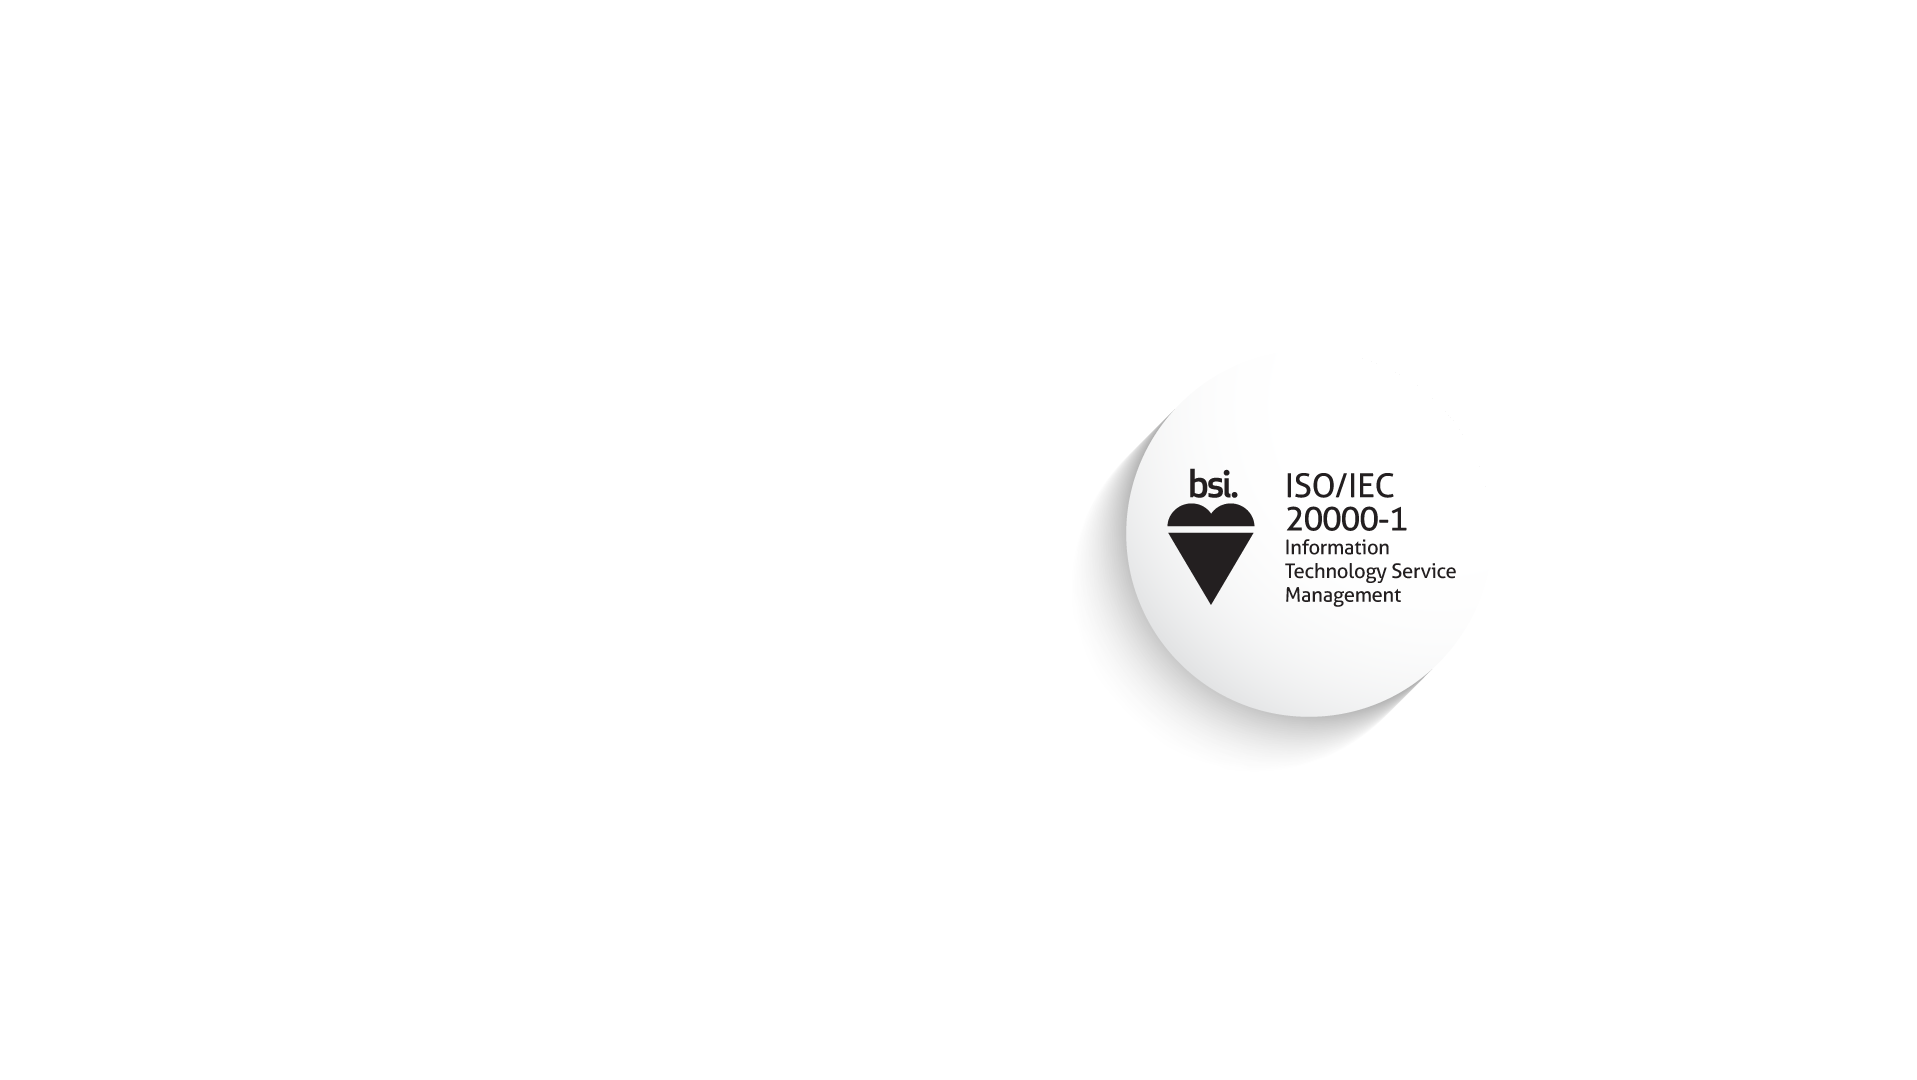 bsi.
ISO/IEC
20000-1
Information
Technology Service
Management